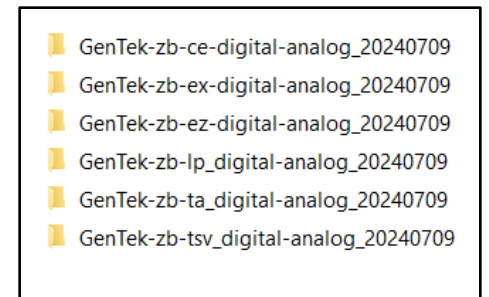 GenTek-zb-ce-digital-analog_20240709
GenTek-zb-ex-digital-analog_20240709
GenTek-zb-ez-digital-analog_20240709
GenTek-zb-lp_digital-analog_20240709
GenTek-zb-ta_digital-analog_20240709
GenTek-zb-tsv_digital-analog_20240709